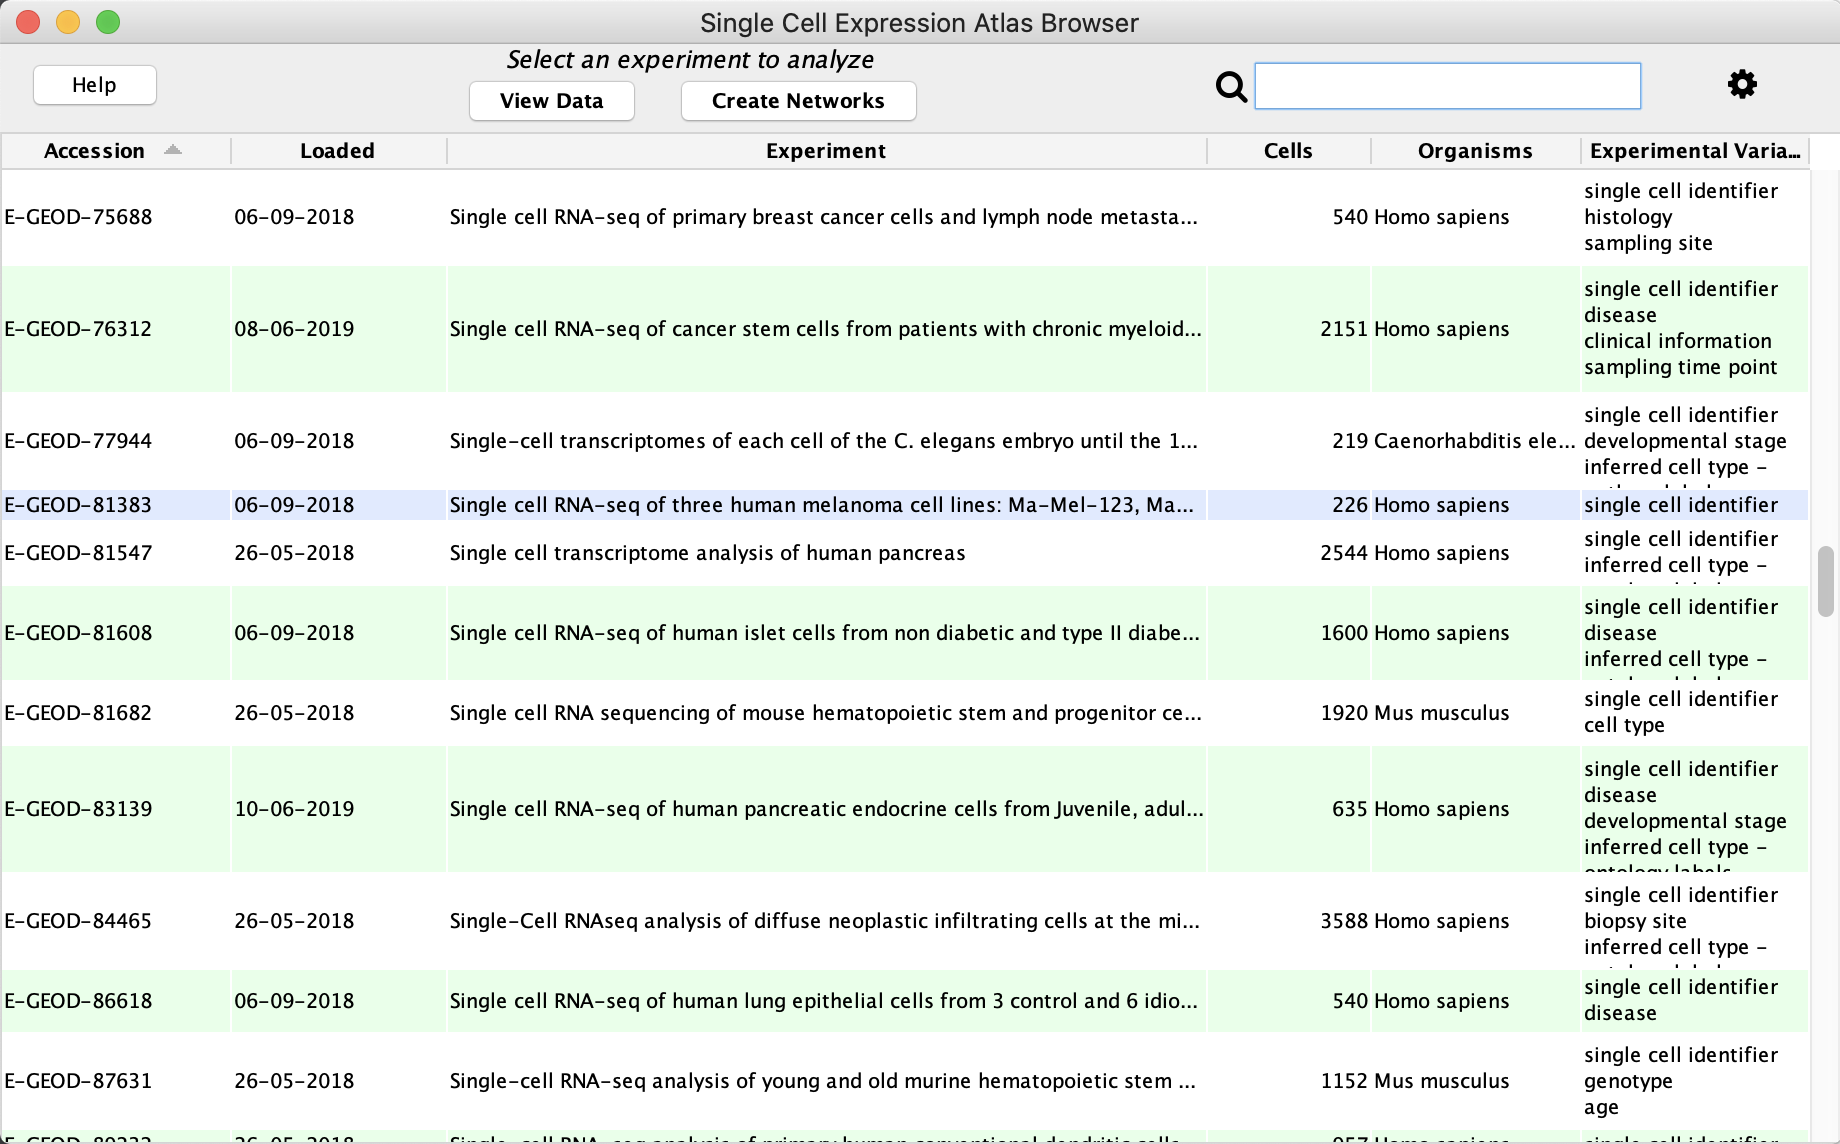 Single Cell Expression Atlas Browser
Select an experiment to analyze
Help
View Data
Create Networks
Accession Loaded Experiment Cells Organisms Experimental Varia...
E-GEOD-75688 06-09-2018 Single cell RNA-seq of primary breast cancer cells and lymph node metasta... 540 Homo sapiens
single cell identifier
histology
sampling site
E-GEOD-76312 08-06-2019 Single cell RNA-seq of cancer stem cells from patients with chronic myeloid... 2151 Homo sapiens
single cell identifier
disease
clinical information
sampling time point
E-GEOD-77944 06-09-2018 Single-cell transcriptomes of each cell of the C. elegans embryo until the 1... 219 Caenorhabditis ele...
single cell identifier
developmental stage
inferred cell type -
E-GEOD-81383 06-09-2018 Single cell RNA-seq of three human melanoma cell lines: Ma-Mel-123, Ma... 226 Homo sapiens single cell identifier
E-GEOD-81547 26-05-2018 Single cell transcriptome analysis of human pancreas 2544 Homo sapiens
single cell identifier
inferred cell type -
E-GEOD-81608 06-09-2018 Single cell RNA-seq of human islet cells from non diabetic and type II diabe... 1600 Homo sapiens
single cell identifier
disease
inferred cell type -
E-GEOD-81682 26-05-2018 Single cell RNA sequencing of mouse hematopoietic stem and progenitor ce... 1920 Mus musculus
single cell identifier
cell type
E-GEOD-83139 10-06-2019 Single cell RNA-seq of human pancreatic endocrine cells from Juvenile, adul... 635 Homo sapiens
single cell identifier
disease
developmental stage
inferred cell type -
ontology labels
E-GEOD-84465 26-05-2018 Single-Cell RNAseq analysis of diffuse neoplastic infiltrating cells at the mi... 3588 Homo sapiens
single cell identifier
biopsy site
inferred cell type -
E-GEOD-86618 06-09-2018 Single cell RNA-seq of human lung epithelial cells from 3 control and 6 idio... 540 Homo sapiens
single cell identifier
disease
E-GEOD-87631 26-05-2018 Single-cell RNA-seq analysis of young and old murine hematopoietic stem ... 1152 Mus musculus
single cell identifier
genotype
age